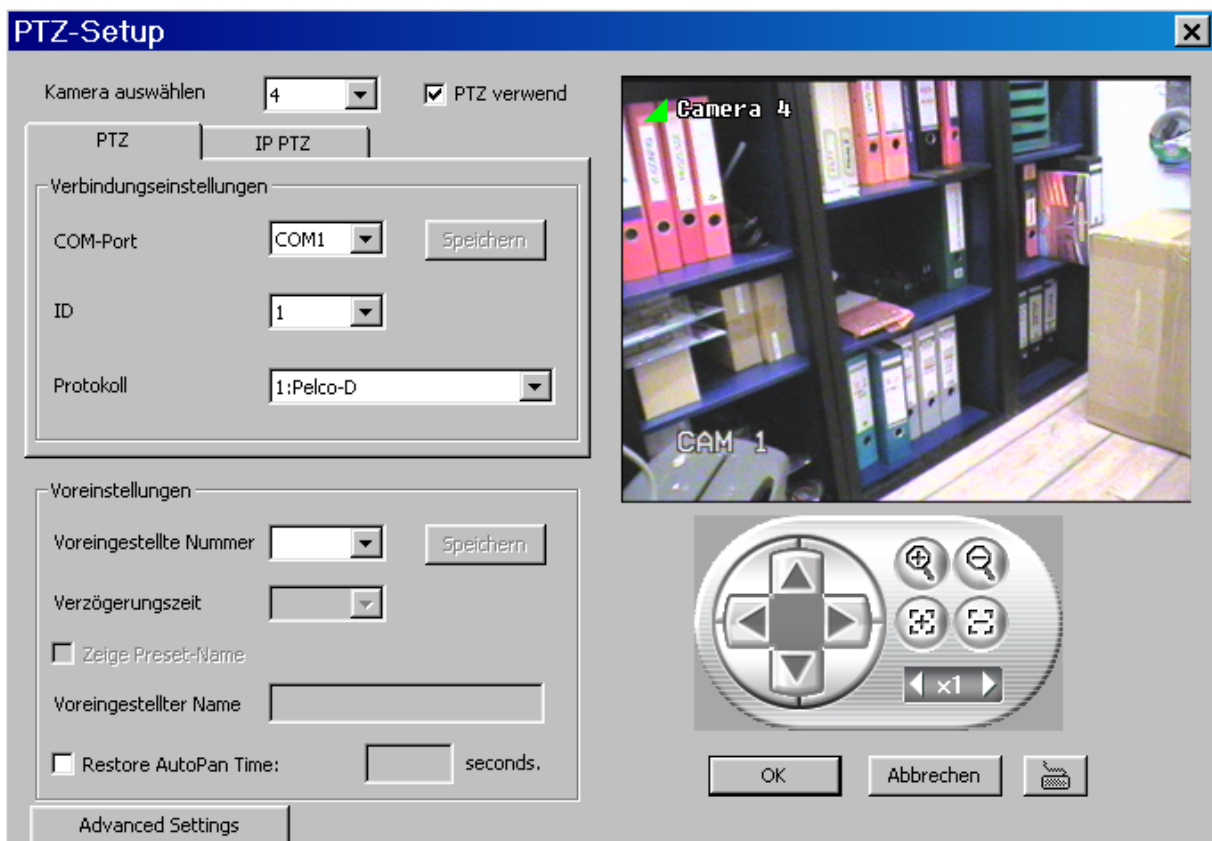 PTZ-Setup
Kamera auswählen 4 PTZ verwend
PTZ IP PTZ
Verbindungseinstellungen
COM-Port COM1 Speichern
ID 1
Protokoll 1:Pelco-D
Voreinstellungen
Voreingestellte Nummer Speichern
Verzögerungszeit
Zeige Preset-Name
Voreingestellter Name
Restore AutoPan Time: seconds.
Advanced Settings
Camera 4
CAM 1
x1
OK Abbrechen